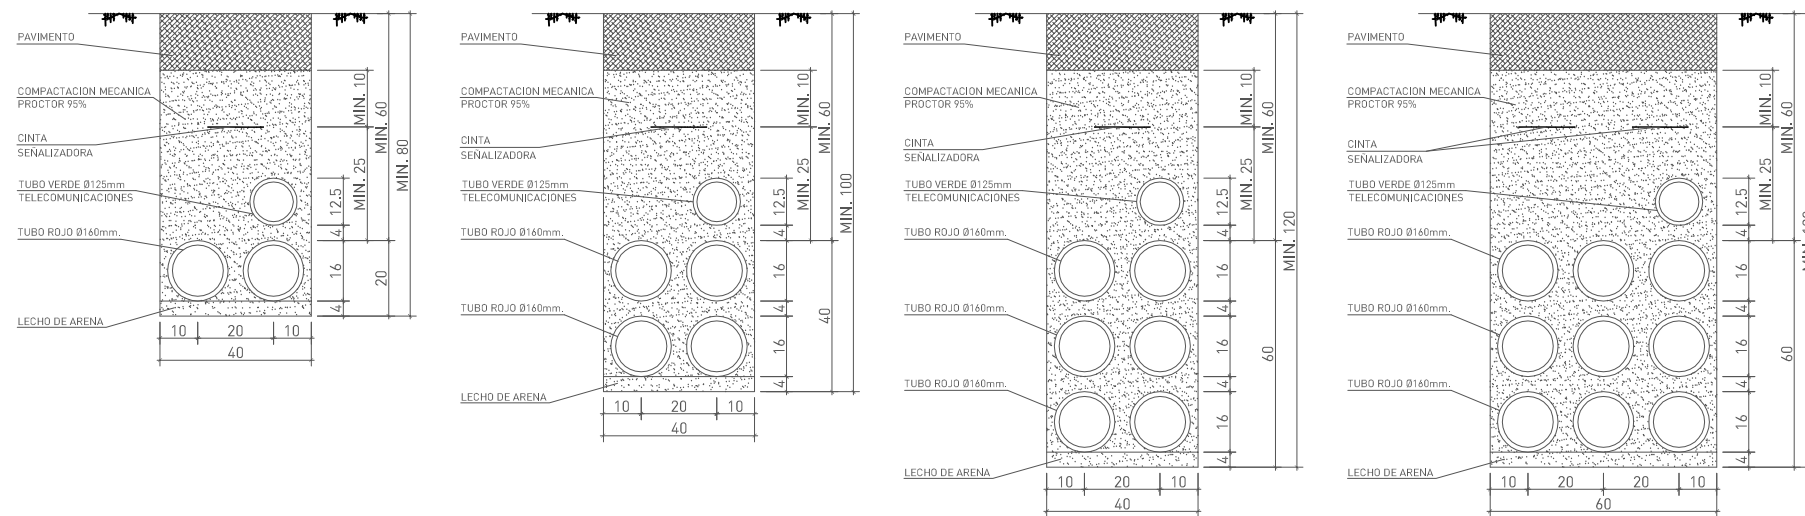 PAVIMENTO
COMPACTACION MECANICA
PROCTOR 95%
CINTA
SEÑALIZADORA
TUBO VERDE Ø125mm
TELECOMUNICACIONES
TUBO ROJO Ø160mm.
LECHO DE ARENA
10
20
10
40
12.5
4
16
4
MIN. 10
MIN. 25
MIN. 60
20
MIN. 80
PAVIMENTO
COMPACTACION MECANICA
PROCTOR 95%
CINTA
SEÑALIZADORA
TUBO VERDE Ø125mm
TELECOMUNICACIONES
TUBO ROJO Ø160mm.
TUBO ROJO Ø160mm.
LECHO DE ARENA
10
20
10
40
12.5
4
16
4
16
4
MIN. 10
MIN. 25
MIN. 60
40
MIN. 100
PAVIMENTO
COMPACTACION MECANICA
PROCTOR 95%
CINTA
SEÑALIZADORA
TUBO VERDE Ø125mm
TELECOMUNICACIONES
TUBO ROJO Ø160mm.
TUBO ROJO Ø160mm.
TUBO ROJO Ø160mm.
LECHO DE ARENA
10
20
10
40
12.5
4
16
4
16
4
16
4
MIN. 10
MIN. 25
MIN. 60
60
MIN. 120
PAVIMENTO
COMPACTACION MECANICA
PROCTOR 95%
CINTA
SEÑALIZADORA
TUBO VERDE Ø125mm
TELECOMUNICACIONES
TUBO ROJO Ø160mm.
TUBO ROJO Ø160mm.
TUBO ROJO Ø160mm.
LECHO DE ARENA
10
20
20
10
60
12.5
4
16
4
16
4
16
4
MIN. 10
MIN. 25
MIN. 60
60